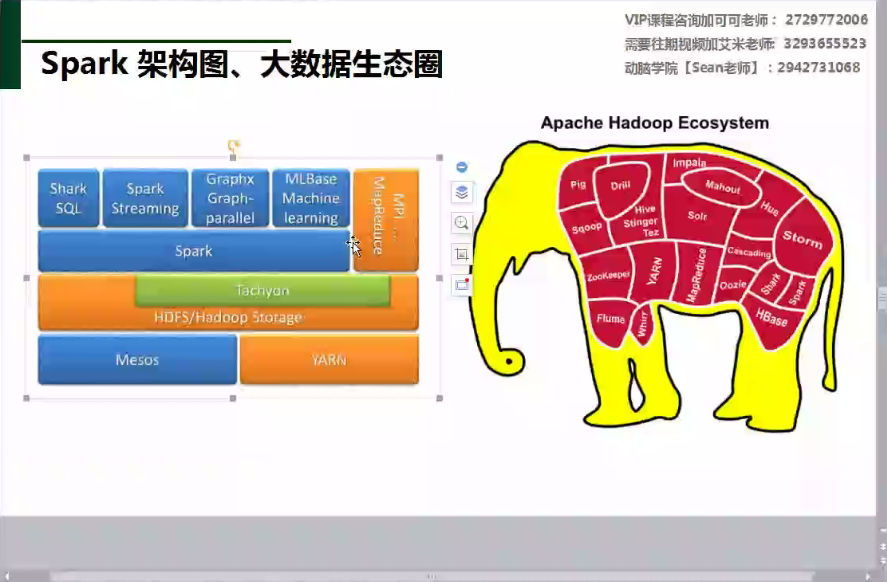 VIP课程咨询加可可老师： 2729772006
需要往期视频加艾米老师: 3293655523
动脑学院【Sean老师】：2942731068
Spark 架构图、大数据生态圈
Shark
SQL
Spark
Streaming
Graphx
Graph-
parallel
MLBase
Machine
learning
MPI ...
MapReduce
Spark
Tachyon
HDFS/Hadoop Storage
Mesos
YARN
Apache Hadoop Ecosystem
Pig
Drill
Impala
Mahout
Hue
Sqoop
Hive
Stinger
Tez
Solr
Storm
Cascading
ZooKeeper
YARN
MapReduce
Oozie
Shark
Spark
Flume
Whirr
HBase